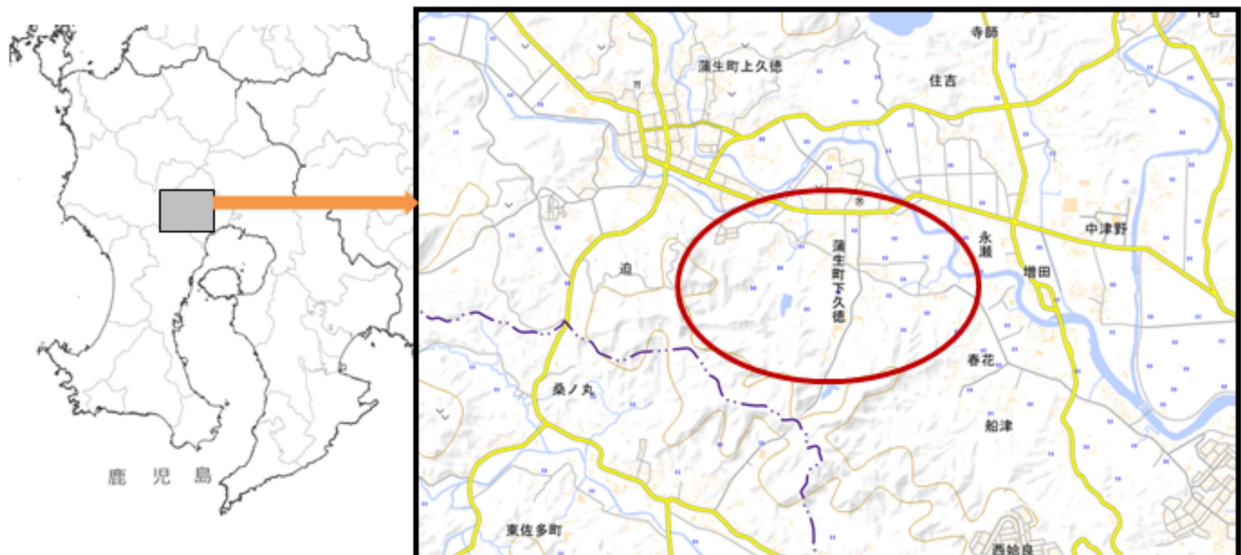 鹿児島
下名
寺師
蒲生町上久徳
住吉
永瀬
中津野
蒲生町下久徳
迫
増田
春花
桑ノ丸
船津
東佐多町
西姶良